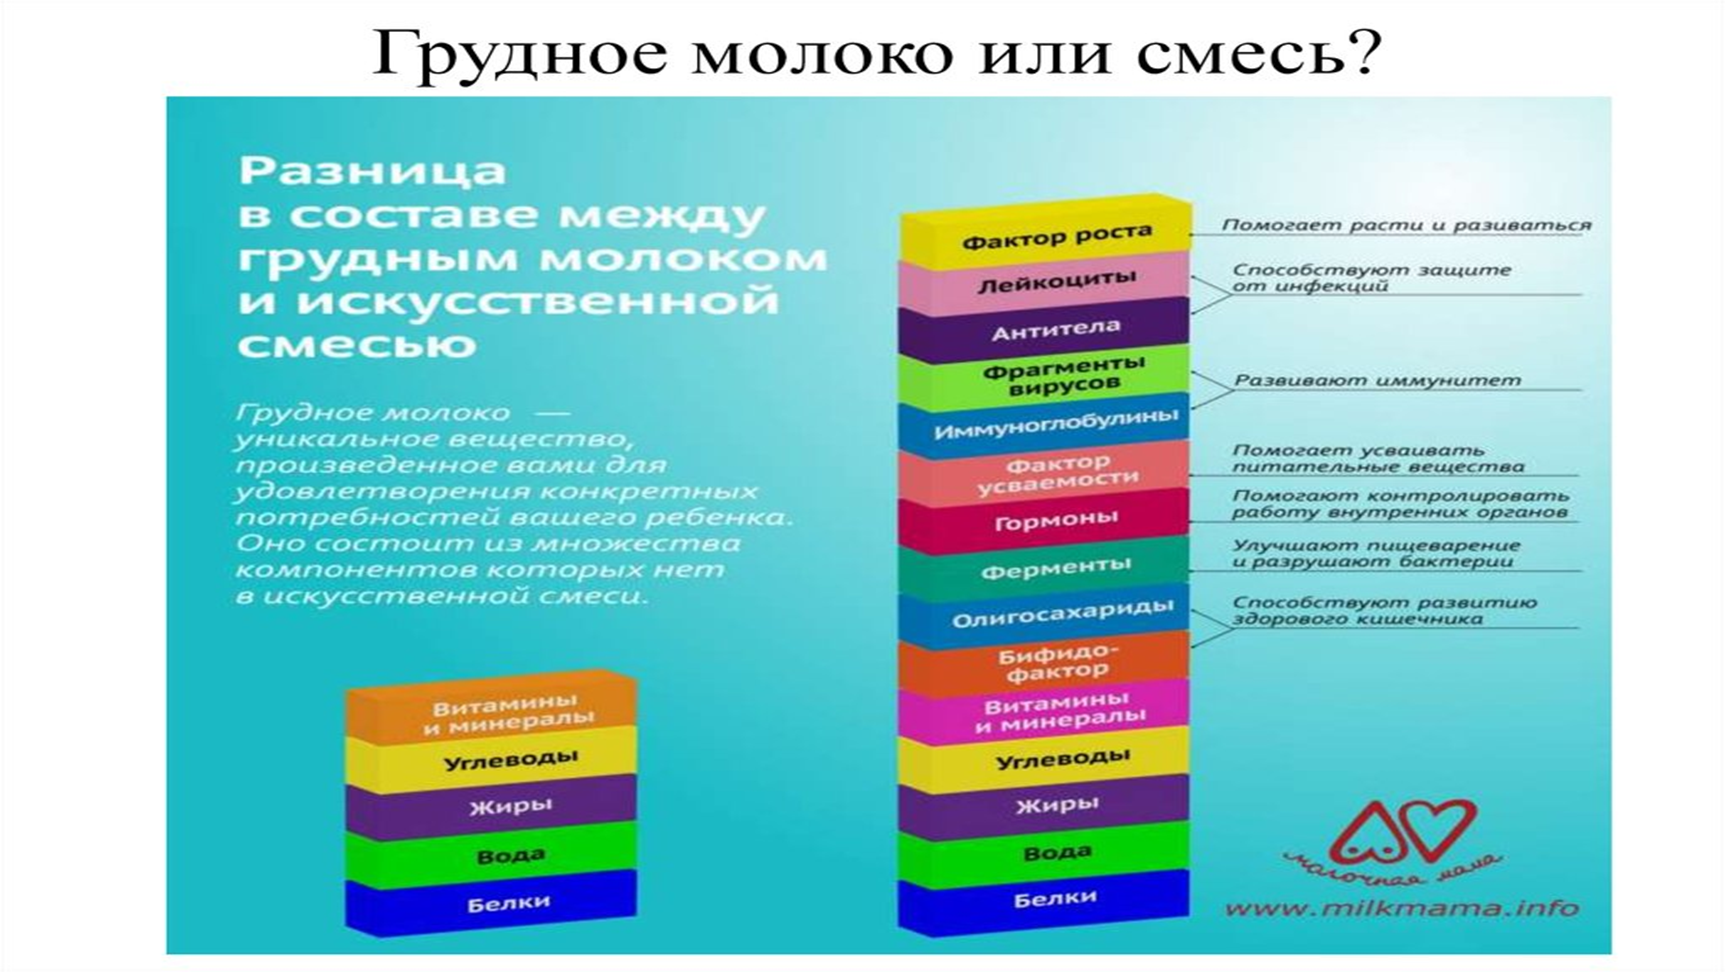 Грудное молоко или смесь?
Разница
в составе между
грудным молоком
и искусственной
смесью
Грудное молоко —
уникальное вещество,
произведенное вами для
удовлетворения конкретных
потребностей вашего ребенка.
Оно состоит из множества
компонентов которых нет
в искусственной смеси.
Витамины
и минералы
Углеводы
Жиры
Вода
Белки
Фактор роста
Лейкоциты
Антитела
Фрагменты
вирусов
Иммуноглобулины
Фактор
усваемости
Гормоны
Ферменты
Олигосахариды
Бифидо-
фактор
Витамины
и минералы
Углеводы
Жиры
Вода
Белки
Помогает расти и разиваться
Способствуют защите
от инфекций
Развивают иммунитет
Помогает усваивать
питательные вещества
Помогают контролировать
работу внутренних органов
Улучшают пищеварение
и разрушают бактерии
Способствуют развитию
здорового кишечника
молочная мама
www.milkmama.info